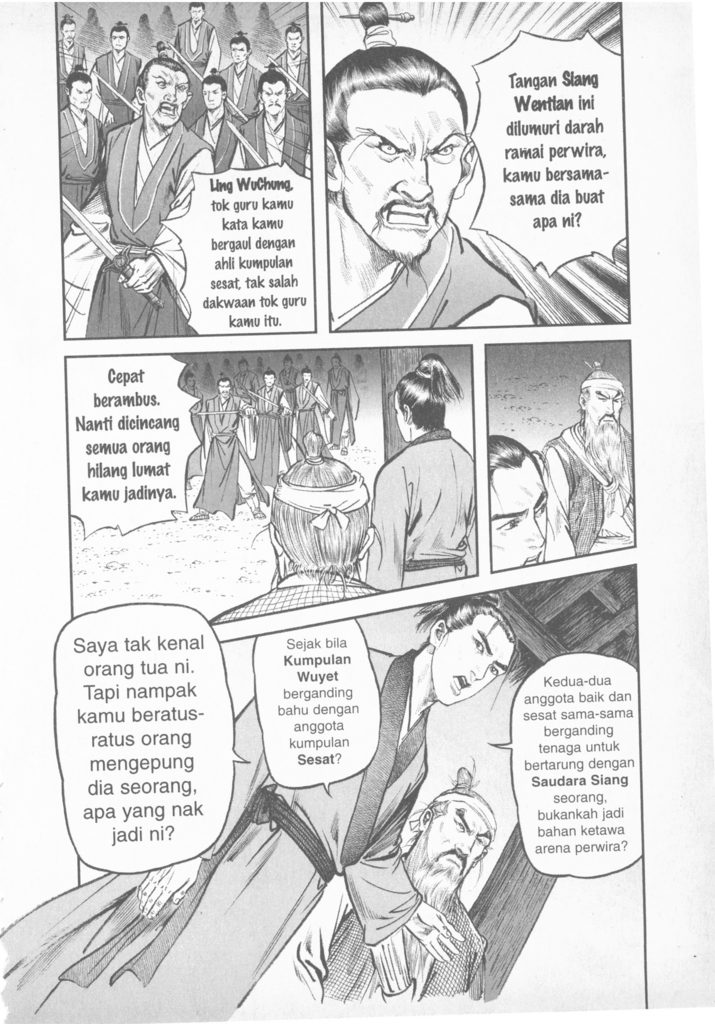 Ling WuChung,
tok guru kamu
kata kamu
bergaul dengan
ahli kumpulan
sesat, tak salah
dakwaan tok guru
kamu itu.
Tangan Siang
Wenttan ini
dilumuri darah
ramai perwira,
kamu bersama-
sama dia buat
apa ni?
Cepat
berambus.
Nanti dicincang
semua orang
hilang lumat
kamu jadinya.
Saya tak kenal
orang tua ni.
Tapi nampak
kamu beratus-
ratus orang
mengepung
dia seorang,
apa yang nak
jadi ni?
Sejak bila
Kumpulan
Wuyet
berganding
bahu dengan
anggota
kumpulan
Sesat?
Kedua-dua
anggota baik dan
sesat sama-sama
berganding
tenaga untuk
bertarung dengan
Saudara Siang
seorang,
bukankah jadi
bahan ketawa
arena perwira?